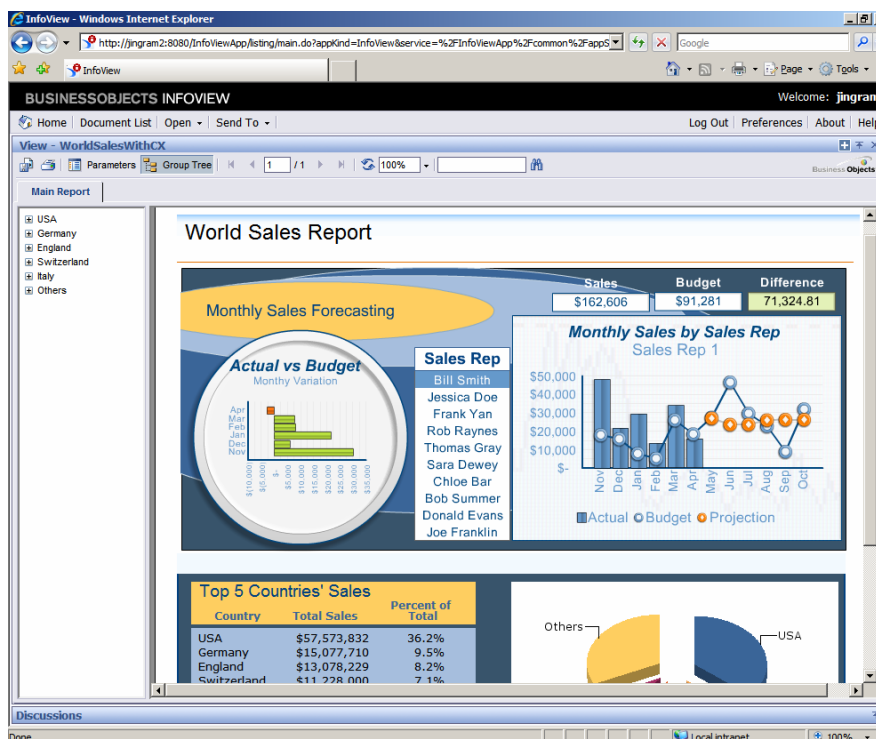 InfoView - Windows Internet Explorer
http://jingram2:8080/InfoViewApp/listing/main.do?appKind=InfoView&service=%2FInfoViewApp%2Fcommon%2FappS
Google
InfoView
Page Tools
BUSINESSOBJECTS INFOVIEW
Welcome: jingram
Home Document List Open Send To
Log Out Preferences About Help
View - WorldSalesWithCX
Parameters Group Tree 1 /1 100%
Business Objects
Main Report
USA
Germany
England
Switzerland
Italy
Others
World Sales Report
Sales Budget Difference
$162,606 $91,281 71,324.81
Monthly Sales Forecasting
Actual vs Budget
Monthy Variation
Apr
Mar
Feb
Jan
Dec
Nov
$(10,000) $(5,000) $- $5,000 $10,000 $15,000 $20,000 $25,000 $30,000 $35,000
Sales Rep
Bill Smith
Jessica Doe
Frank Yan
Rob Raynes
Thomas Gray
Sara Dewey
Chloe Bar
Bob Summer
Donald Evans
Joe Franklin
Monthly Sales by Sales Rep
Sales Rep 1
$50,000
$40,000
$30,000
$20,000
$10,000
$-
Nov Dec Jan Feb Mar Apr May Jun Jul Aug Sep Oct
Actual Budget Projection
Top 5 Countries' Sales
Country Total Sales Percent of Total
USA $57,573,832 36.2%
Germany $15,077,710 9.5%
England $13,078,229 8.2%
Switzerland $11,228,000 7.1%
Others
USA
Discussions
Done
Local intranet
100%